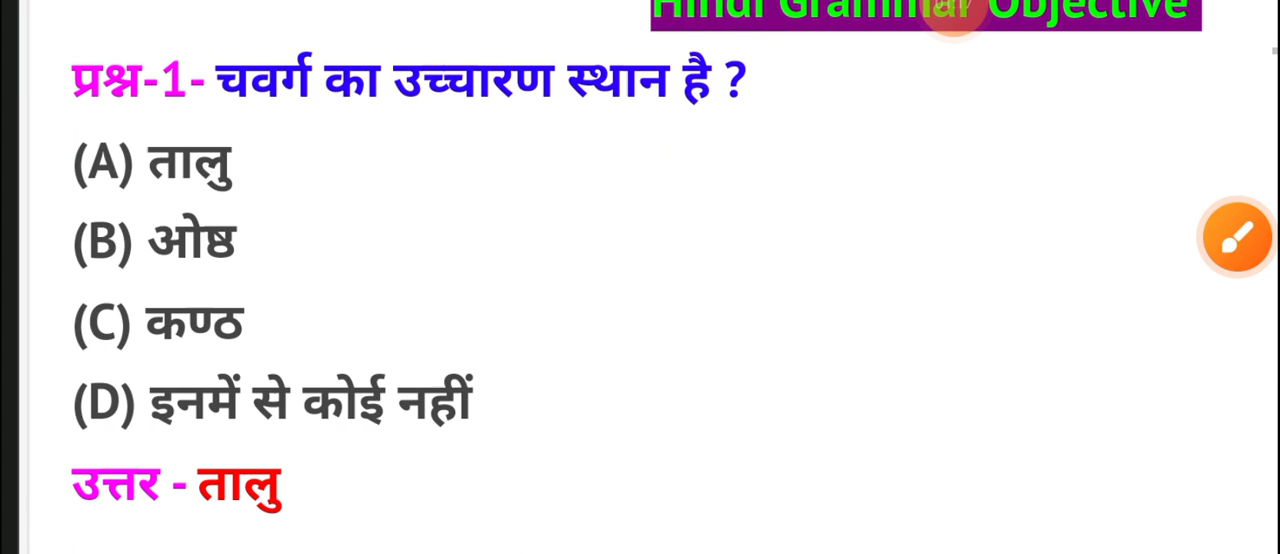 Hindi Grammar Objective
प्रश्न-1- चवर्ग का उच्चारण स्थान है ?
(A) तालु
(B) ओष्ठ
(C) कण्ठ
(D) इनमें से कोई नहीं
उत्तर - तालु